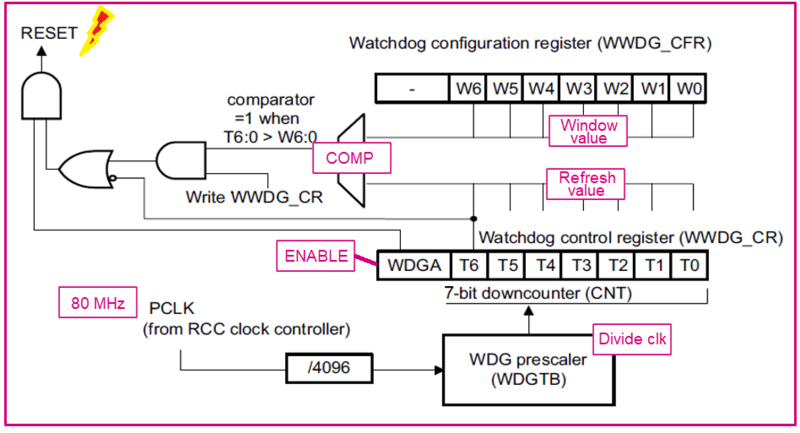 RESET
Watchdog configuration register (WWDG_CFR)
- W6 W5 W4 W3 W2 W1 W0
comparator
=1 when
T6:0 > W6:0
COMP
Window
value
Write WWDG_CR
Refresh
value
Watchdog control register (WWDG_CR)
ENABLE
WDGA T6 T5 T4 T3 T2 T1 T0
7-bit downcounter (CNT)
80 MHz
PCLK
(from RCC clock controller)
/4096
WDG prescaler
(WDGTB)
Divide clk